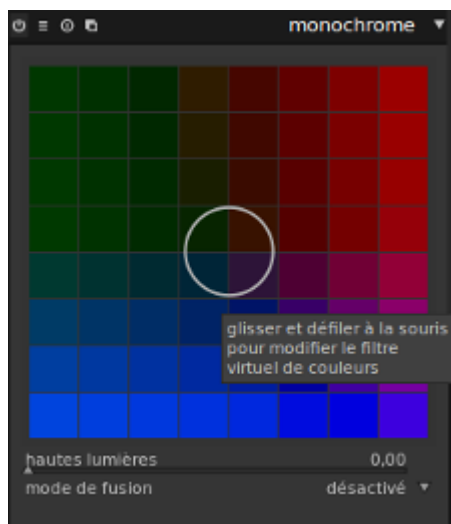 monochrome
glisser et défiler à la souris
pour modifier le filtre
virtuel de couleurs
hautes lumières 0,00
mode de fusion désactivé